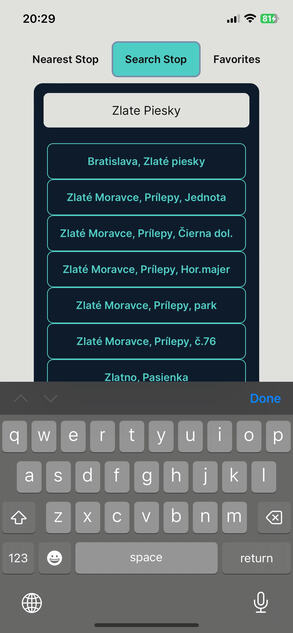 20:29
81
Nearest Stop
Search Stop
Favorites
Zlate Piesky
Bratislava, Zlaté piesky
Zlaté Moravce, Prílepy, Jednota
Zlaté Moravce, Prílepy, Čierna dol.
Zlaté Moravce, Prílepy, Hor.majer
Zlaté Moravce, Prílepy, park
Zlaté Moravce, Prílepy, č.76
Zlatno, Pasienka
Done
q w e r t y u i o p
a s d f g h j k l
z x c v b n m
123 space return